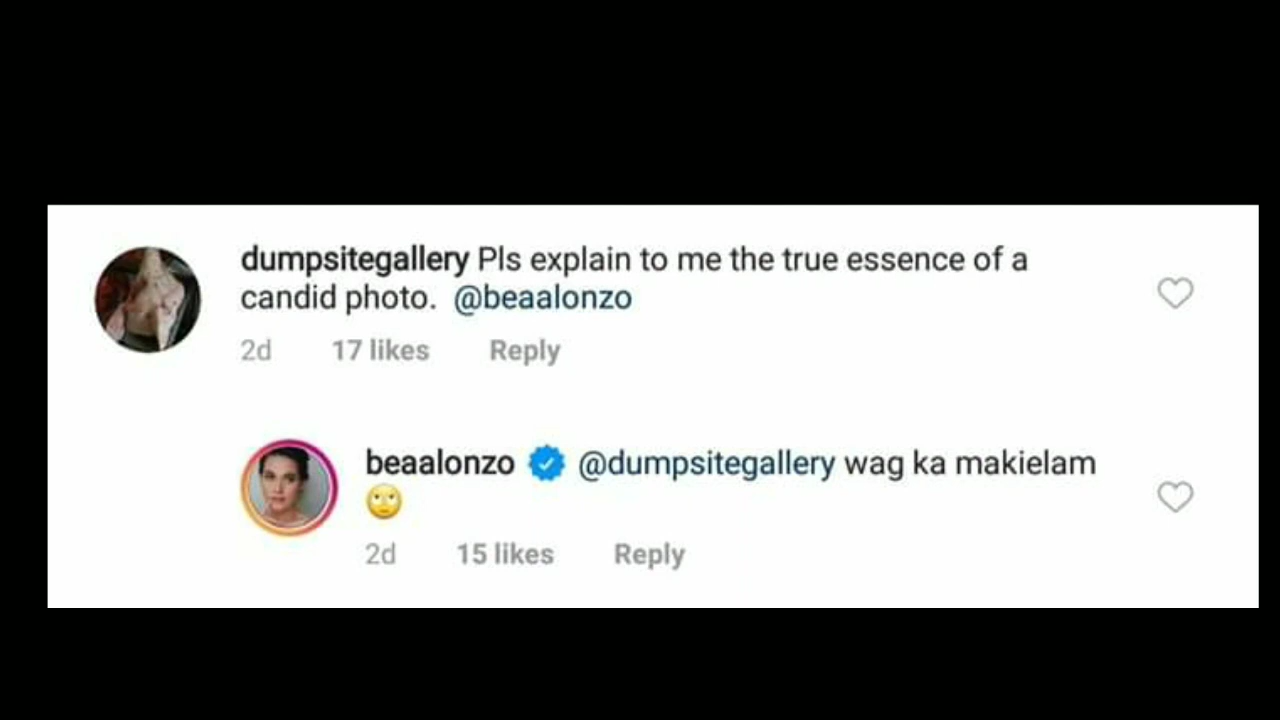 dumpsitegallery Pls explain to me the true essence of a
candid photo. @beaalonzo
2d 17 likes Reply
beaalonzo @dumpsitegallery wag ka makielam
🙄
2d 15 likes Reply